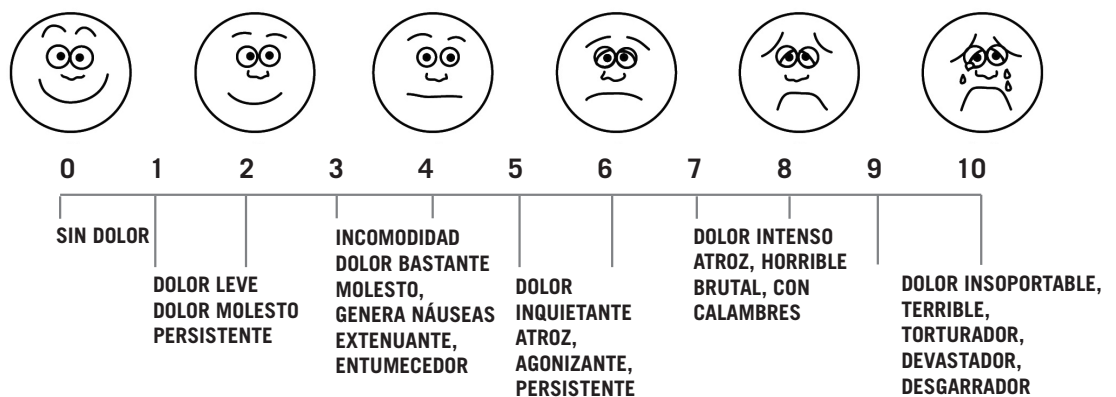 0 1 2 3 4 5 6 7 8 9 10
SIN DOLOR
DOLOR LEVE
DOLOR MOLESTO
PERSISTENTE
INCOMODIDAD
DOLOR BASTANTE
MOLESTO,
GENERA NÁUSEAS
EXTENUANTE,
ENTUMECEDOR
DOLOR
INQUIETANTE
ATROZ,
AGONIZANTE,
PERSISTENTE
DOLOR INTENSO
ATROZ, HORRIBLE
BRUTAL, CON
CALAMBRES
DOLOR INSOPORTABLE,
TERRIBLE,
TORTURADOR,
DEVASTADOR,
DESGARRADOR